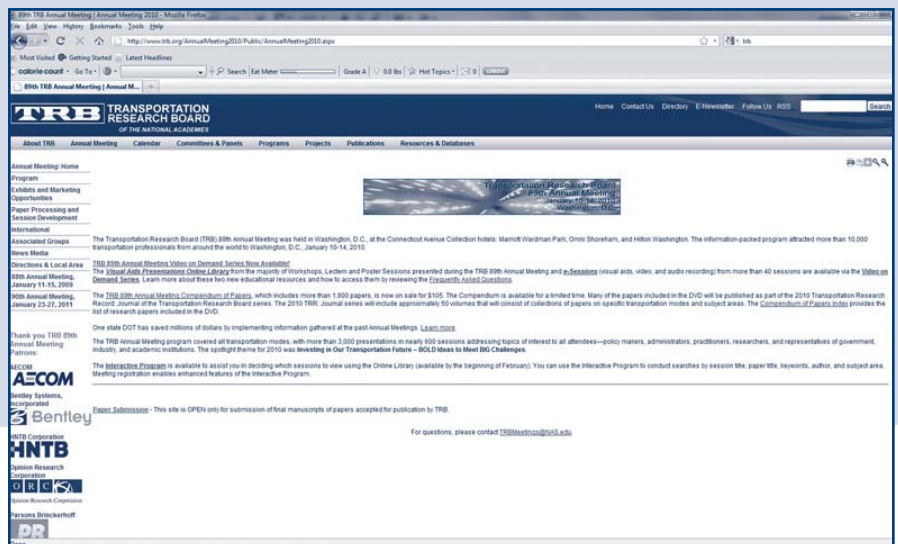 89th TRB Annual Meeting | Annual Meeting 2010 - Mozilla Firefox
File Edit View History Bookmarks Tools Help
http://www.trb.org/AnnualMeeting2010/Public/AnnualMeeting2010.aspx
trb
Most Visited Getting Started Latest Headlines
caloriecount Go To Search Eat Meter Grade A 0.0 lbs Hot Topics 0 LOGOUT
89th TRB Annual Meeting | Annual M...
TRB TRANSPORTATION
RESEARCH BOARD
OF THE NATIONAL ACADEMIES
Home Contact Us Directory E-Newsletter Follow Us RSS Search
About TRB Annual Meeting Calendar Committees & Panels Programs Projects Publications Resources & Databases
Annual Meeting: Home
Program
Exhibits and Marketing
Opportunities
Paper Processing and
Session Development
International
Associated Groups
News Media
Directions & Local Area
88th Annual Meeting,
January 11-15, 2009
90th Annual Meeting,
January 23-27, 2011
Thank you TRB 89th
Annual Meeting
Patrons:
AECOM
AECOM
Bentley Systems,
Incorporated
Bentley
HNTB Corporation
HNTB
Opinion Research
Corporation
ORC
Opinion Research Corporation
Parsons Brinckerhoff
Transportation Research Board
89th Annual Meeting
January 10-14, 2010
Washington, D.C.
The Transportation Research Board (TRB) 89th Annual Meeting was held in Washington, D.C., at the Connecticut Avenue Collection hotels: Marriott Wardman Park, Omni Shoreham, and Hilton Washington. The information-packed program attracted more than 10,000
transportation professionals from around the world to Washington, D.C., January 10-14, 2010.
TRB 89th Annual Meeting Video on Demand Series Now Available!
The Visual Aids Presentations Online Library from the majority of Workshops, Lectern and Poster Sessions presented during the TRB 89th Annual Meeting and e-Sessions (visual aids, video, and audio recording) from more than 40 sessions are available via the Video on
Demand Series. Learn more about these two new educational resources and how to access them by reviewing the Frequently Asked Questions.
The TRB 89th Annual Meeting Compendium of Papers, which includes more than 1,900 papers, is now on sale for $105. The Compendium is available for a limited time. Many of the papers included in the DVD will be published as part of the 2010 Transportation Research
Record: Journal of the Transportation Research Board series. The 2010 TRR: Journal series will include approximately 50 volumes that will consist of collections of papers on specific transportation modes and subject areas. The Compendium of Papers Index provides the
list of research papers included in the DVD.
One state DOT has saved millions of dollars by implementing information gathered at the past Annual Meetings. Learn more.
The TRB Annual Meeting program covered all transportation modes, with more than 3,000 presentations in nearly 600 sessions addressing topics of interest to all attendees—policy makers, administrators, practitioners, researchers, and representatives of government,
industry, and academic institutions. The spotlight theme for 2010 was Investing in Our Transportation Future – BOLD Ideas to Meet BIG Challenges.
The Interactive Program is available to assist you in deciding which sessions to view using the Online Library (available by the beginning of February). You can use the Interactive Program to conduct searches by session title, paper title, keywords, author, and subject area.
Meeting registration enables enhanced features of the Interactive Program.
Paper Submission - This site is OPEN only for submission of final manuscripts of papers accepted for publication by TRB.
For questions, please contact TRBMeetings@NAS.edu.